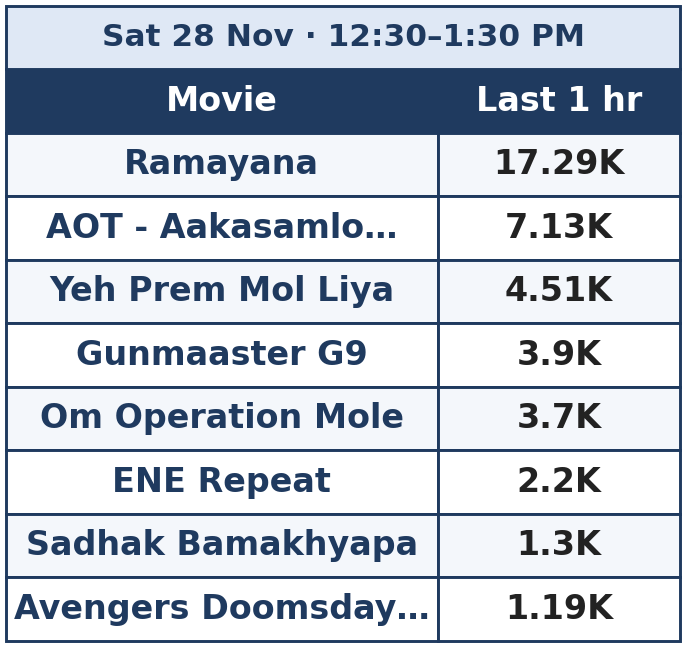 Sat 28 Nov · 12:30–1:30 PM
Movie Last 1 hr
Ramayana 17.29K
AOT - Aakasamlo... 7.13K
Yeh Prem Mol Liya 4.51K
Gunmaaster G9 3.9K
Om Operation Mole 3.7K
ENE Repeat 2.2K
Sadhak Bamakhyapa 1.3K
Avengers Doomsday... 1.19K